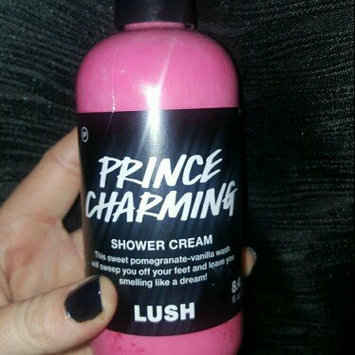 PRINCE
CHARMING
SHOWER CREAM
This sweet pomegranate-vanilla wash
will sweep you off your feet and leave you
smelling like a dream!
LUSH